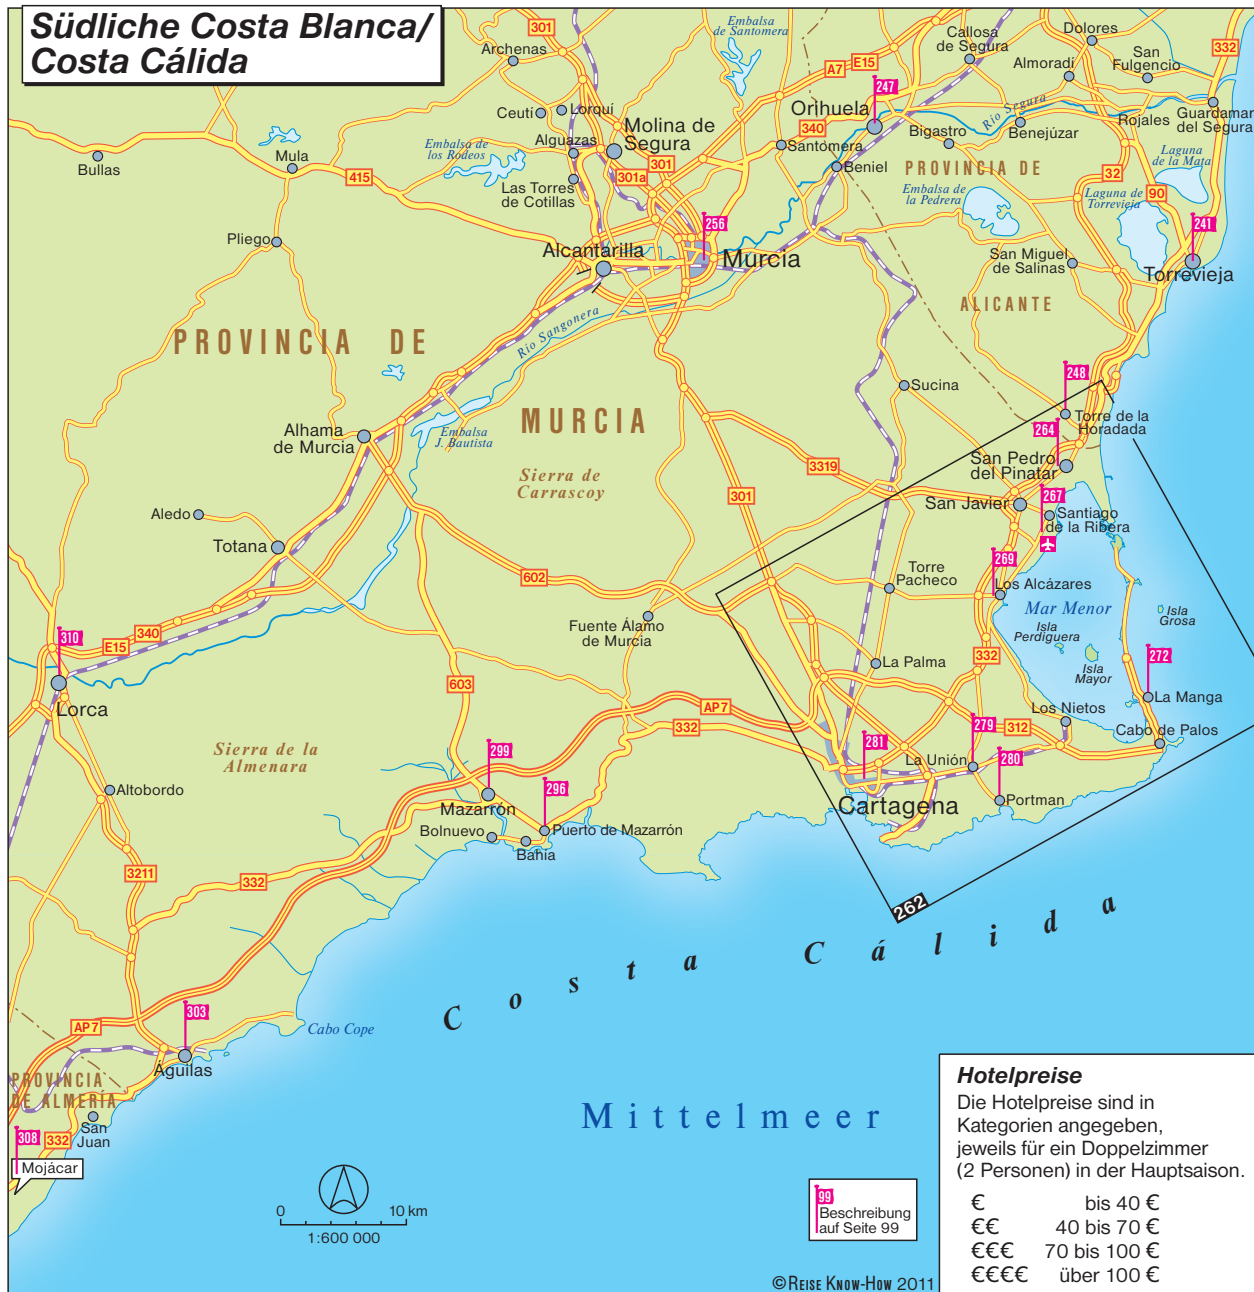 Südliche Costa Blanca/
Costa Cálida
301
Archenas
Embalsa
de Santomera
A7
E15
247
Callosa
de Segura
Dolores
332
San
Fulgencio
Almoradí
Ceutí
Lorquí
Alguazas
Molina de
Segura
Orihuela
340
Río Segura
Rojales
Guardamar
del Segura
Bigastro
Benejúzar
Santomera
Bullas
Mula
Embalsa de
los Rodeos
415
301
301a
Las Torres
de Cotillas
Beniel
PROVINCIA DE
Laguna
de la Mata
32
90
Embalsa de
la Pedrera
Laguna de
Torrevieja
Pliego
256
241
Alcantarilla
Murcia
San Miguel
de Salinas
Torrevieja
ALICANTE
Río Sangonera
PROVINCIA DE
248
Sucina
MURCIA
Alhama
de Murcia
Embalsa
J. Bautista
Torre de la
Horadada
264
3319
San Pedro
del Pinatar
Sierra de
Carrascoy
301
267
San Javier
Santiago
de la Ribera
Aledo
Totana
269
602
Torre
Pacheco
Los Alcázares
Mar Menor
Isla
Grosa
Isla
Perdiguera
Fuente Álamo
de Murcia
310
340
E15
332
272
La Palma
Isla
Mayor
603
La Manga
Lorca
AP7
332
Los Nietos
279
312
Cabo de Palos
Sierra de la
Almenara
299
281
La Unión
280
Altobordo
296
Mazarrón
Cartagena
Portman
Bolnuevo
Puerto de Mazarrón
Bahía
3211
332
262
Costa Cálida
303
AP7
Cabo Cope
Águilas
PROVINCIA
DE ALMERÍA
San
Juan
308
332
Mojácar
Mittelmeer
0 10 km
1:600 000
99
Beschreibung
auf Seite 99
©REISE KNOW-HOW 2011
Hotelpreise
Die Hotelpreise sind in
Kategorien angegeben,
jeweils für ein Doppelzimmer
(2 Personen) in der Hauptsaison.
€ bis 40 €
€€ 40 bis 70 €
€€€ 70 bis 100 €
€€€€ über 100 €